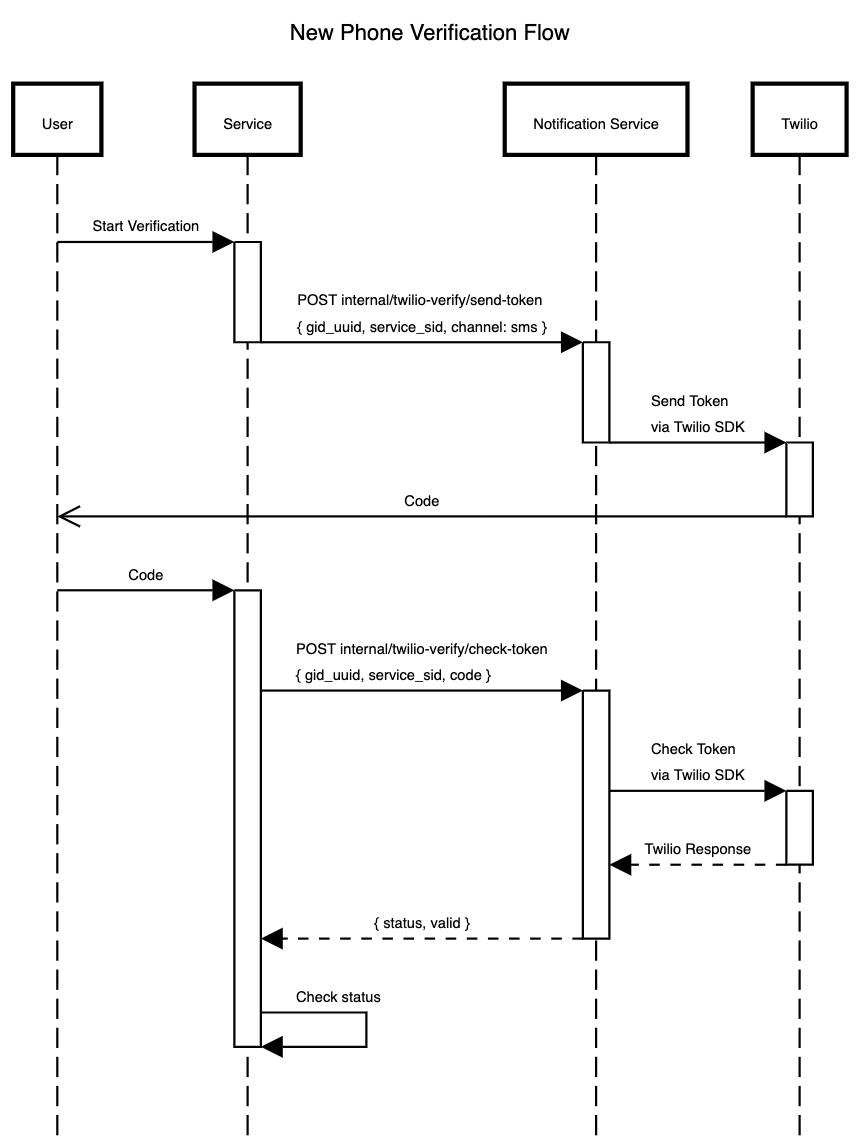 New Phone Verification Flow
User
Service
Notification Service
Twilio
Start Verification
POST internal/twilio-verify/send-token
{ gid_uuid, service_sid, channel: sms }
Send Token
via Twilio SDK
Code
Code
POST internal/twilio-verify/check-token
{ gid_uuid, service_sid, code }
Check Token
via Twilio SDK
Twilio Response
{ status, valid }
Check status